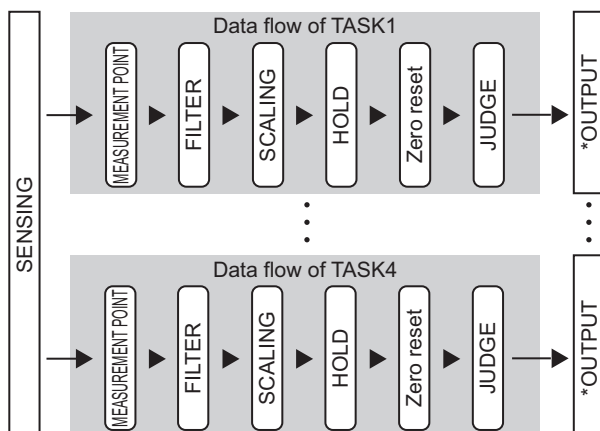 SENSING
Data flow of TASK1
MEASUREMENT POINT
FILTER
SCALING
HOLD
Zero reset
JUDGE
*OUTPUT
Data flow of TASK4
MEASUREMENT POINT
FILTER
SCALING
HOLD
Zero reset
JUDGE
*OUTPUT